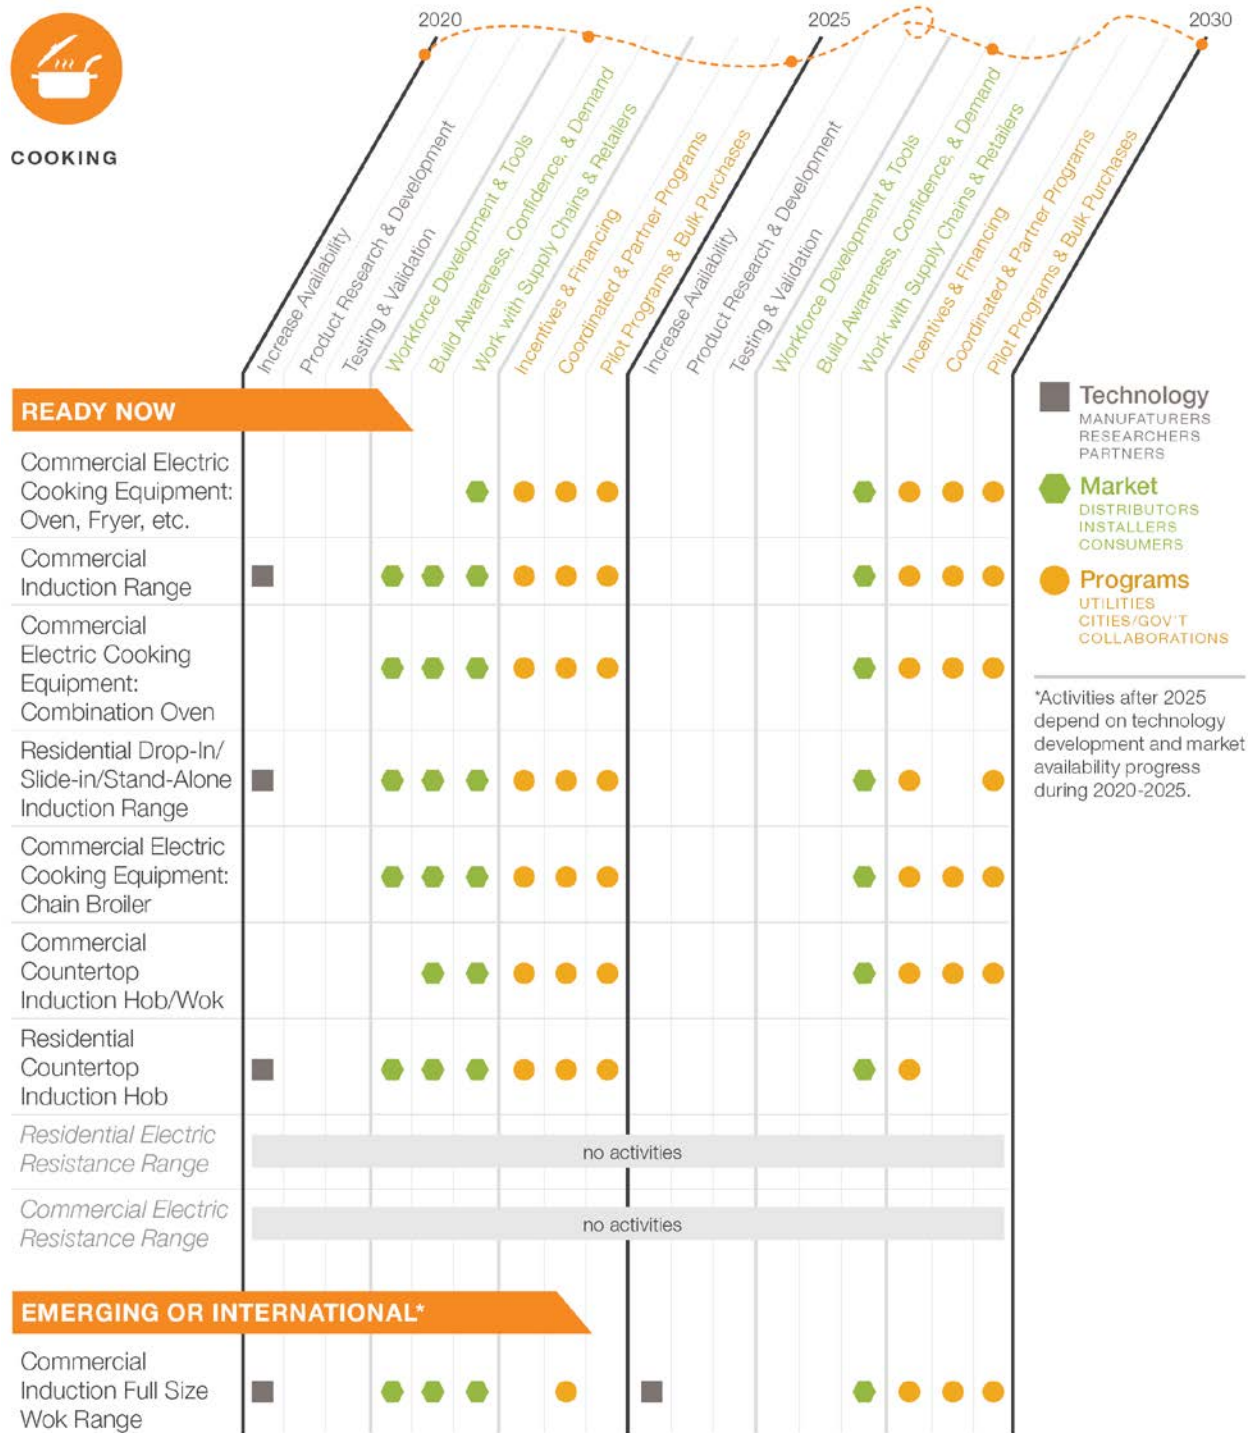 2020
2025
2030
COOKING
Increase Availability
Product Research & Development
Testing & Validation
Workforce Development & Tools
Build Awareness, Confidence, & Demand
Work with Supply Chains & Retailers
Incentives & Financing
Coordinated & Partner Programs
Pilot Programs & Bulk Purchases
Increase Availability
Product Research & Development
Testing & Validation
Workforce Development & Tools
Build Awareness, Confidence, & Demand
Work with Supply Chains & Retailers
Incentives & Financing
Coordinated & Partner Programs
Pilot Programs & Bulk Purchases
READY NOW
Commercial Electric
Cooking Equipment:
Oven, Fryer, etc.
Commercial
Induction Range
Commercial
Electric Cooking
Equipment:
Combination Oven
Residential Drop-In/
Slide-in/Stand-Alone
Induction Range
Commercial Electric
Cooking Equipment:
Chain Broiler
Commercial
Countertop
Induction Hob/Wok
Residential
Countertop
Induction Hob
Residential Electric
Resistance Range
no activities
Commercial Electric
Resistance Range
no activities
EMERGING OR INTERNATIONAL*
Commercial
Induction Full Size
Wok Range
Technology
MANUFATURERS
RESEARCHERS
PARTNERS
Market
DISTRIBUTORS
INSTALLERS
CONSUMERS
Programs
UTILITIES
CITIES/GOV'T
COLLABORATIONS
*Activities after 2025
depend on technology
development and market
availability progress
during 2020-2025.